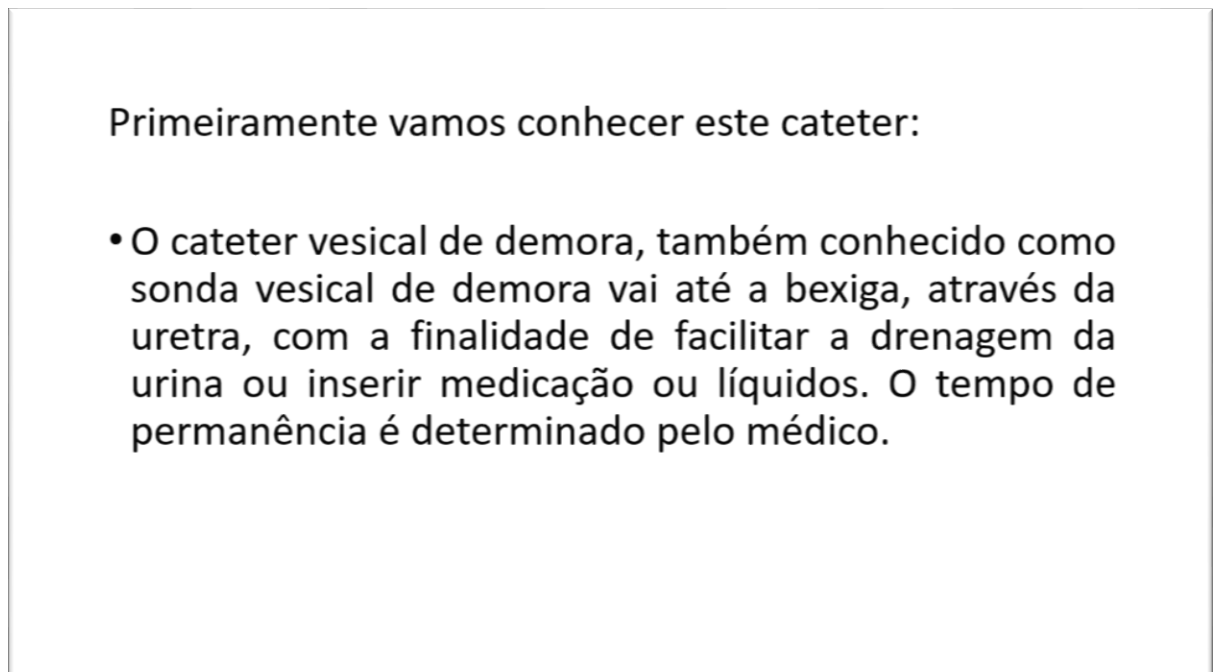 Primeiramente vamos conhecer este cateter:
• O cateter vesical de demora, também conhecido como
sonda vesical de demora vai até a bexiga, através da
uretra, com a finalidade de facilitar a drenagem da
urina ou inserir medicação ou líquidos. O tempo de
permanência é determinado pelo médico.